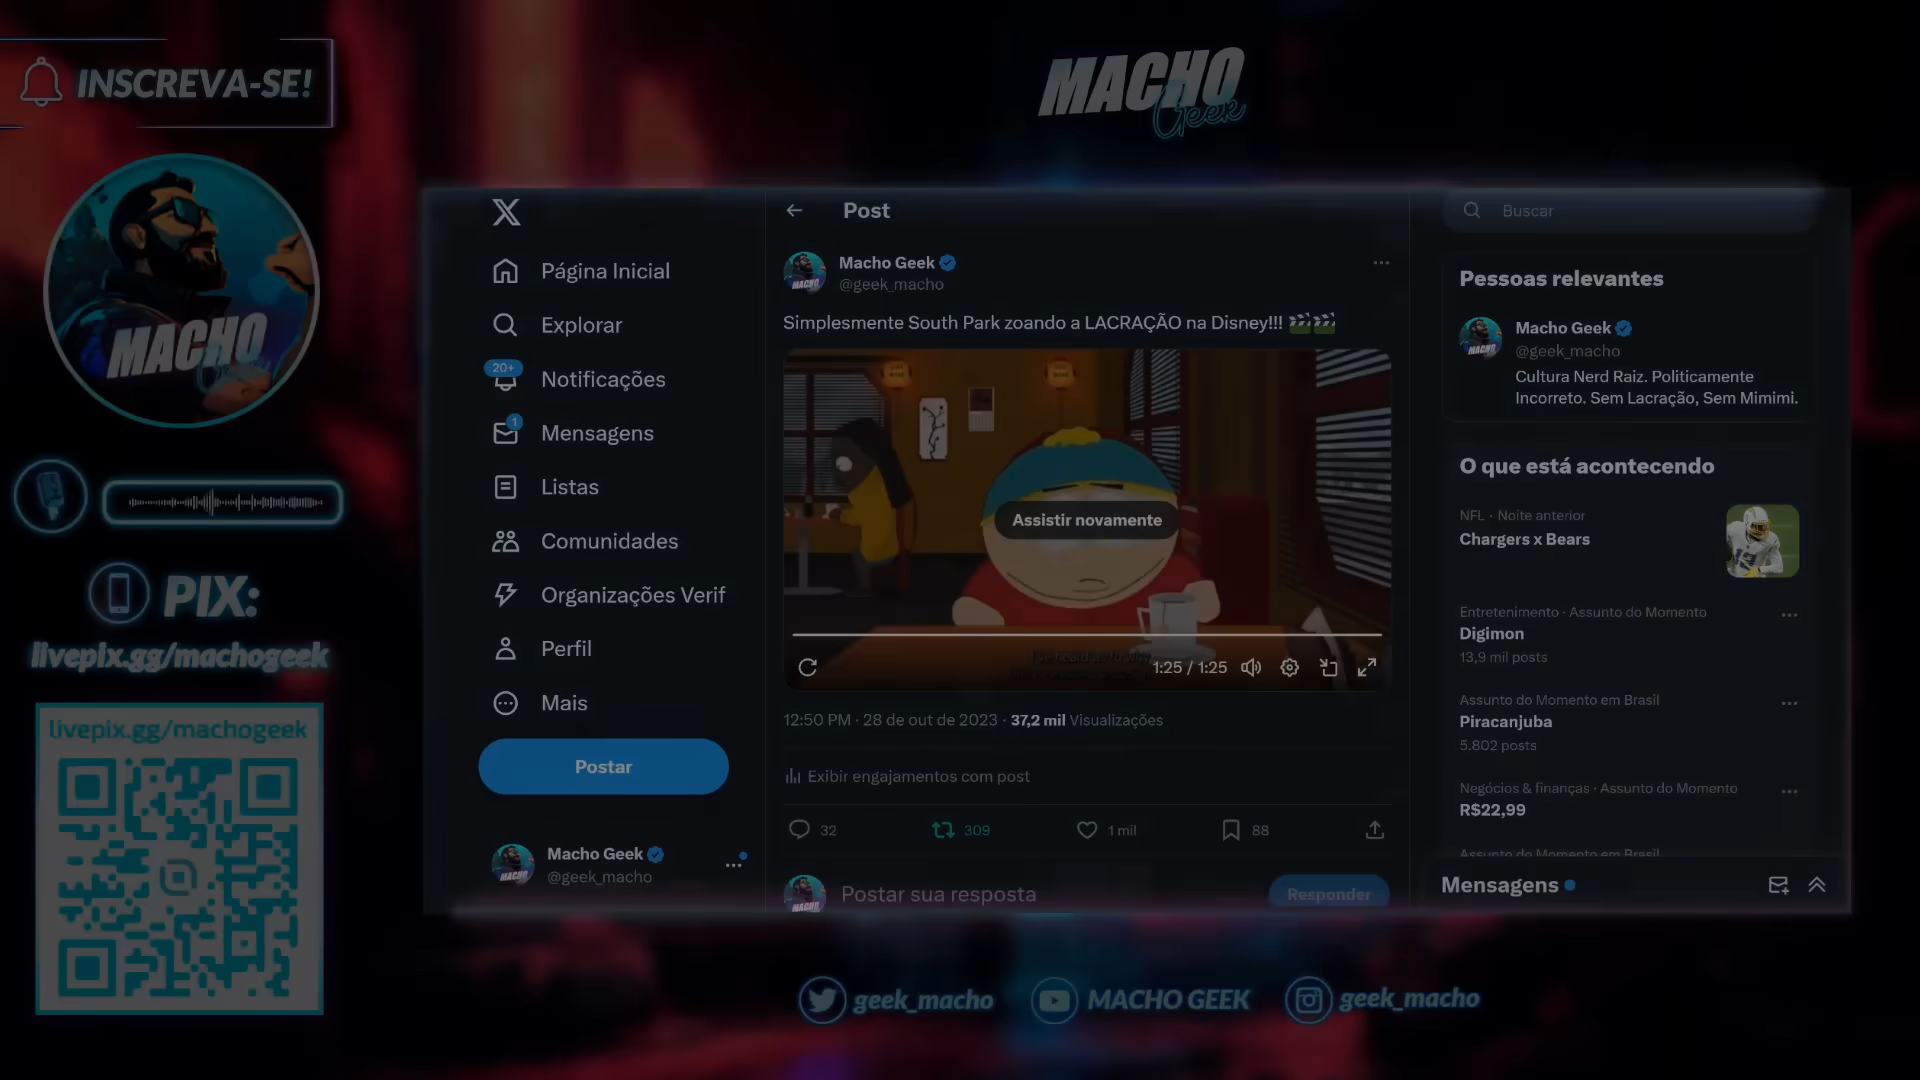 INSCREVA-SE!
MACHO
Geek
MACHO
PIX:
livepix.gg/machogeek
livepix.gg/machogeek
Página Inicial
Explorar
20+
Notificações
1
Mensagens
Listas
Comunidades
Organizações Verif
Perfil
Mais
Postar
Macho Geek
@geek_macho
Post
Macho Geek
@geek_macho
Simplesmente South Park zoando a LACRAÇÃO na Disney!!! 🎬🎬
Assistir novamente
1:25 / 1:25
12:50 PM · 28 de out de 2023 · 37,2 mil Visualizações
Exibir engajamentos com post
32
309
1 mil
88
Postar sua resposta
Responder
Buscar
Pessoas relevantes
Macho Geek
@geek_macho
Cultura Nerd Raiz. Politicamente
Incorreto. Sem Lacração, Sem Mimimi.
O que está acontecendo
NFL · Noite anterior
Chargers x Bears
Entretenimento · Assunto do Momento
Digimon
13,9 mil posts
Assunto do Momento em Brasil
Piracanjuba
5.802 posts
Negócios & finanças · Assunto do Momento
R$22,99
Assunto do Momento em Brasil
Mensagens
geek_macho
MACHO GEEK
geek_macho